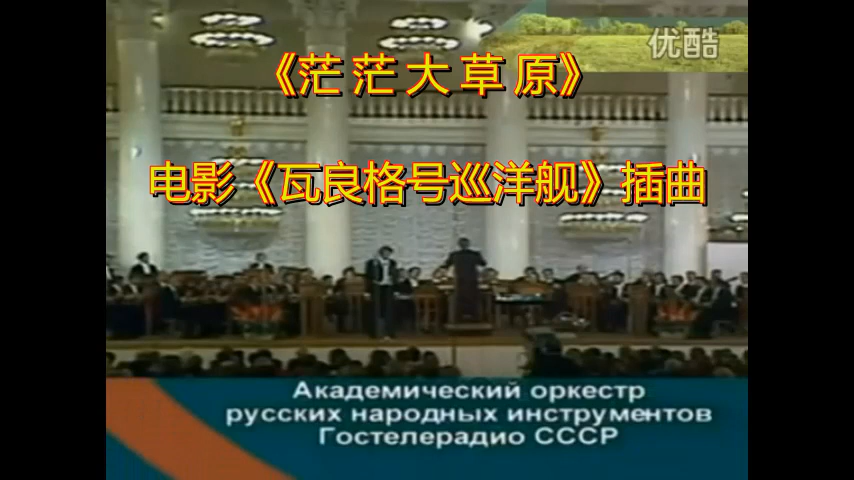 优酷
《茫茫大草原》
电影《瓦良格号巡洋舰》插曲
Академический оркестр
русских народных инструментов
Гостелерадио СССР